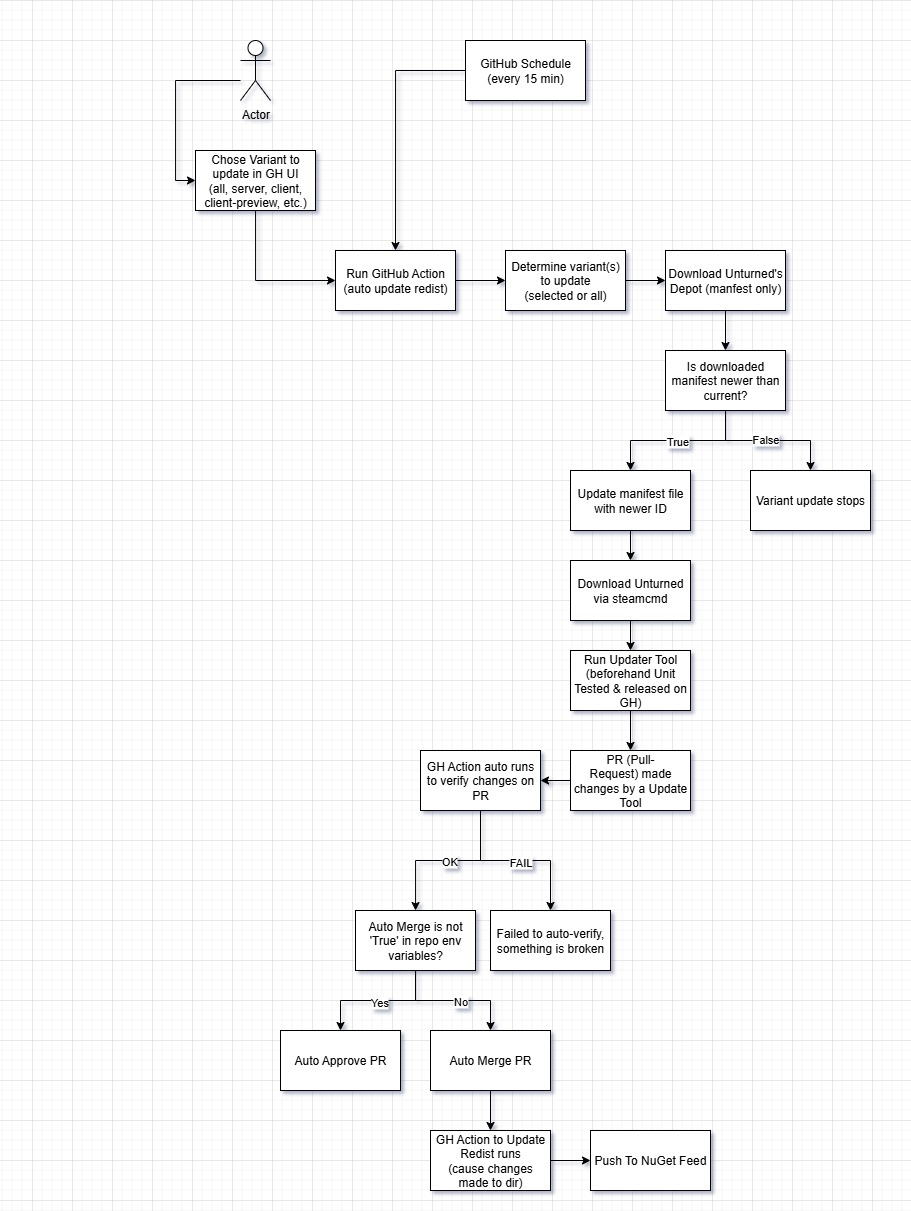 GitHub Schedule
(every 15 min)
Actor
Chose Variant to
update in GH UI
(all, server, client,
client-preview, etc.)
Run GitHub Action
(auto update redist)
Determine variant(s)
to update
(selected or all)
Download Unturned's
Depot (manfest only)
Is downloaded
manifest newer than
current?
True
False
Update manifest file
with newer ID
Variant update stops
Download Unturned
via steamcmd
Run Updater Tool
(beforehand Unit
Tested & released on
GH)
GH Action auto runs
to verify changes on
PR
PR (Pull-
Request) made
changes by a Update
Tool
OK
FAIL
Auto Merge is not
'True' in repo env
variables?
Failed to auto-verify,
something is broken
Yes
No
Auto Approve PR
Auto Merge PR
GH Action to Update
Redist runs
(cause changes
made to dir)
Push To NuGet Feed